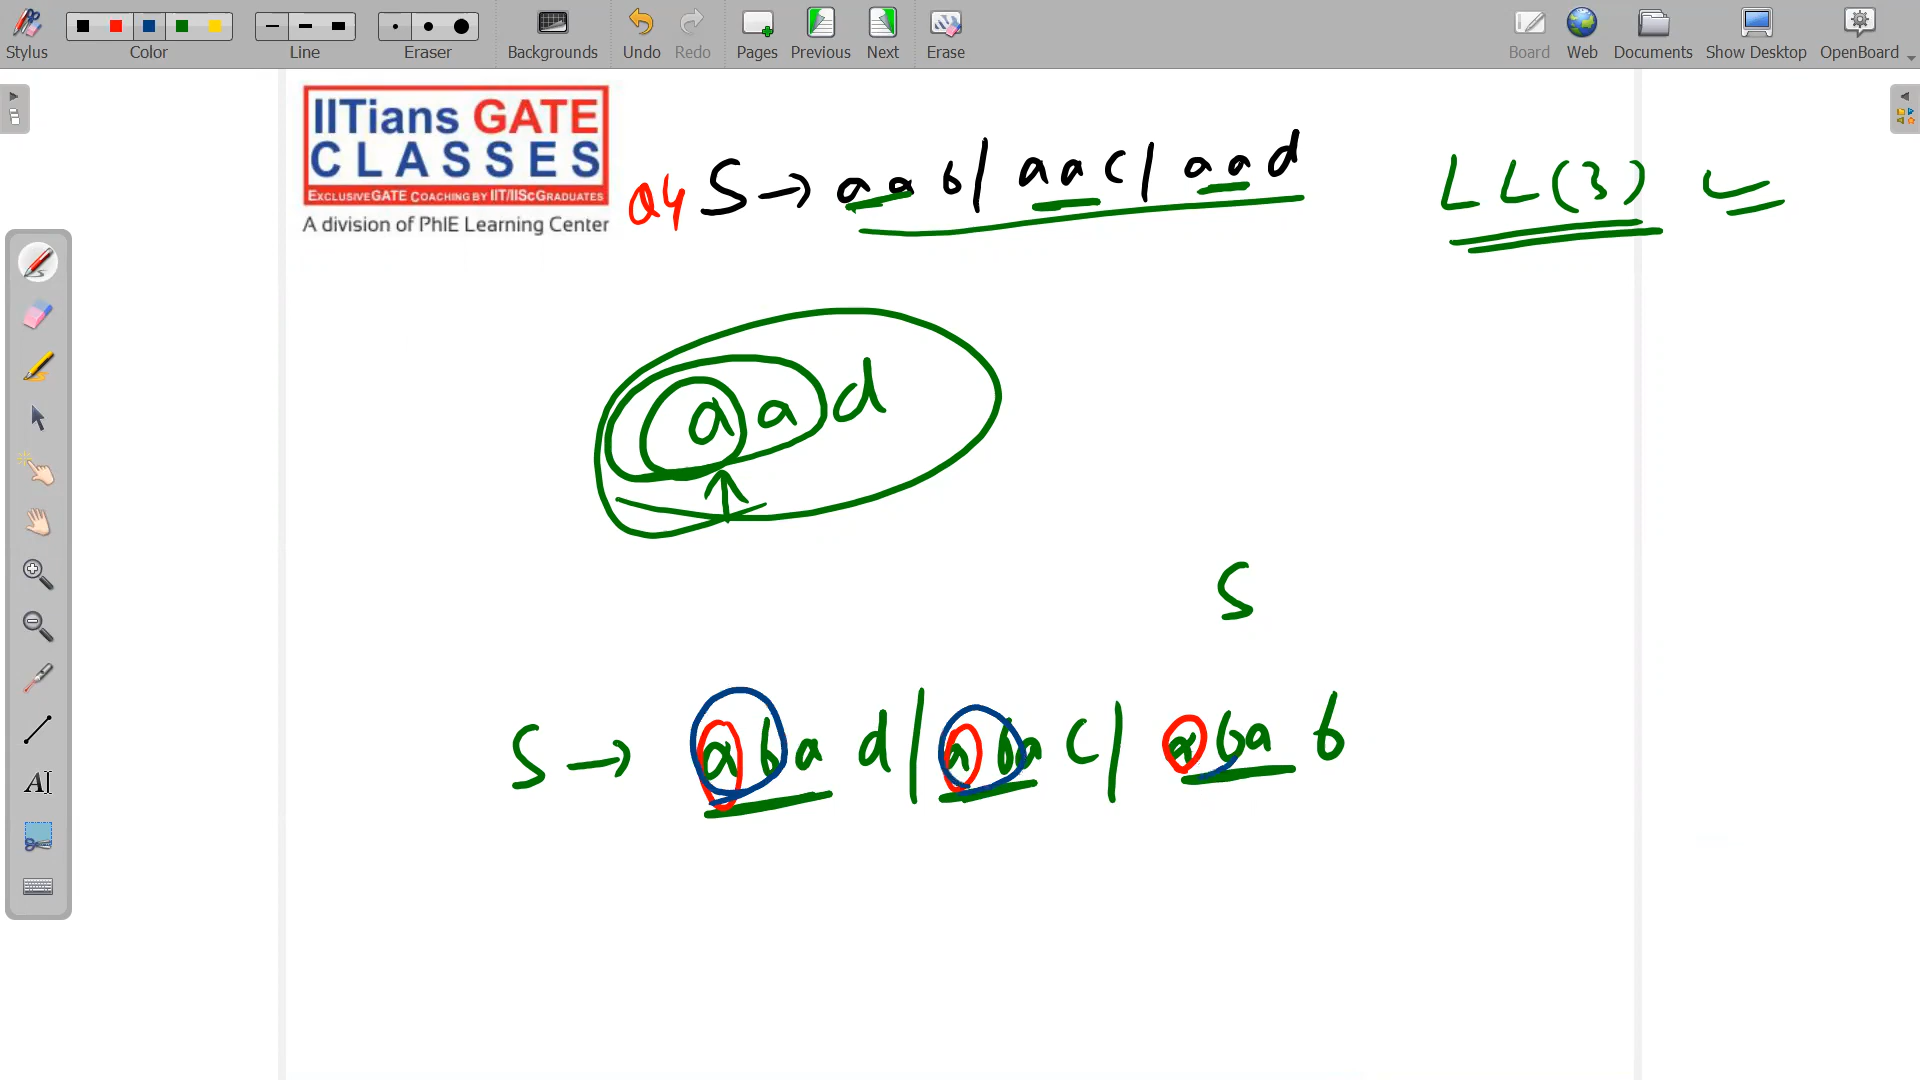 Stylus Color Line Eraser Backgrounds Undo Redo Pages Previous Next Erase Board Web Documents Show Desktop OpenBoard
IITians GATE
CLASSES
EXCLUSIVE GATE COACHING BY IIT/IISc GRADUATES
A division of PhIE Learning Center
Q4 S → aab | aac | aad LL(3)
aad
S
S → abad | abac | abab